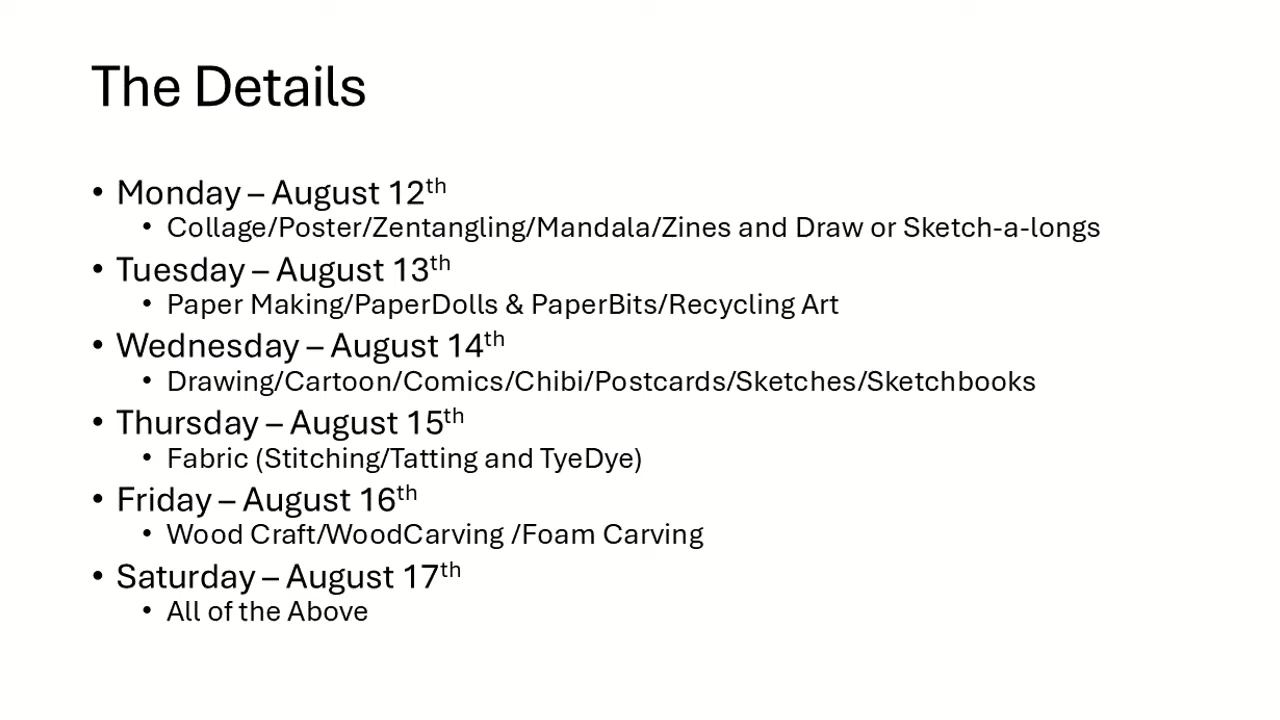 The Details
• Monday – August 12th
• Collage/Poster/Zentangling/Mandala/Zines and Draw or Sketch-a-longs
• Tuesday – August 13th
• Paper Making/PaperDolls & PaperBits/Recycling Art
• Wednesday – August 14th
• Drawing/Cartoon/Comics/Chibi/Postcards/Sketches/Sketchbooks
• Thursday – August 15th
• Fabric (Stitching/Tatting and TyeDye)
• Friday – August 16th
• Wood Craft/WoodCarving /Foam Carving
• Saturday – August 17th
• All of the Above